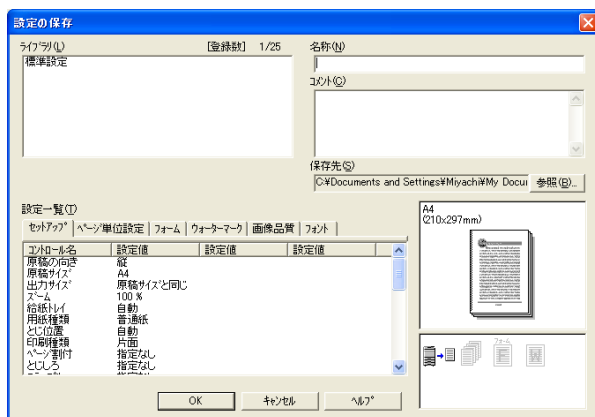 設定の保存
ﾗｲﾌﾞﾗﾘ(L) [登録数] 1/25
標準設定
名称(N)
ｺﾒﾝﾄ(C)
保存先(S)
C:¥Documents and Settings¥Miyachi¥My Docu
参照(B)...
設定一覧(T)
ｾｯﾄｱｯﾌﾟ ﾍﾟｰｼﾞ単位設定 ﾌｫｰﾑ ｳｫｰﾀｰﾏｰｸ 画像品質 ﾌｫﾝﾄ
ｺﾝﾄﾛｰﾙ名 設定値 設定値 設定値
原稿の向き 縦
原稿ｻｲｽﾞ A4
出力ｻｲｽﾞ 原稿ｻｲｽﾞと同じ
ｽﾞｰﾑ 100 %
給紙ﾄﾚｲ 自動
用紙種類 普通紙
とじ位置 自動
印刷種類 片面
ﾍﾟｰｼﾞ割付 指定なし
とじしろ 指定なし
A4
(210x297mm)
ﾌｫｰﾑ
OK ｷｬﾝｾﾙ ﾍﾙﾌﾟ